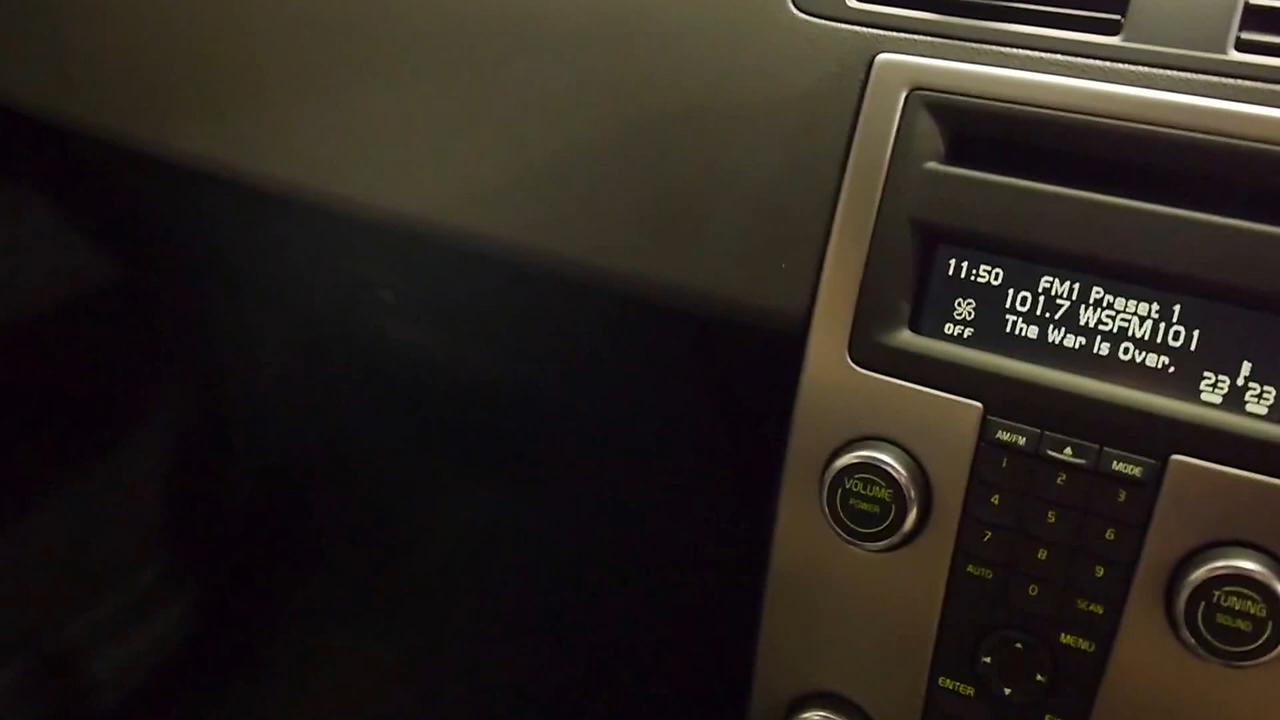 11:50
FM1 Preset 1
101.7 WSFM101
OFF
The War Is Over,
23 23
AM/FM
MODE
1 2 3
4 5 6
7 8 9
AUTO 0 SCAN
MENU
ENTER
VOLUME
POWER
TUNING
SOUND